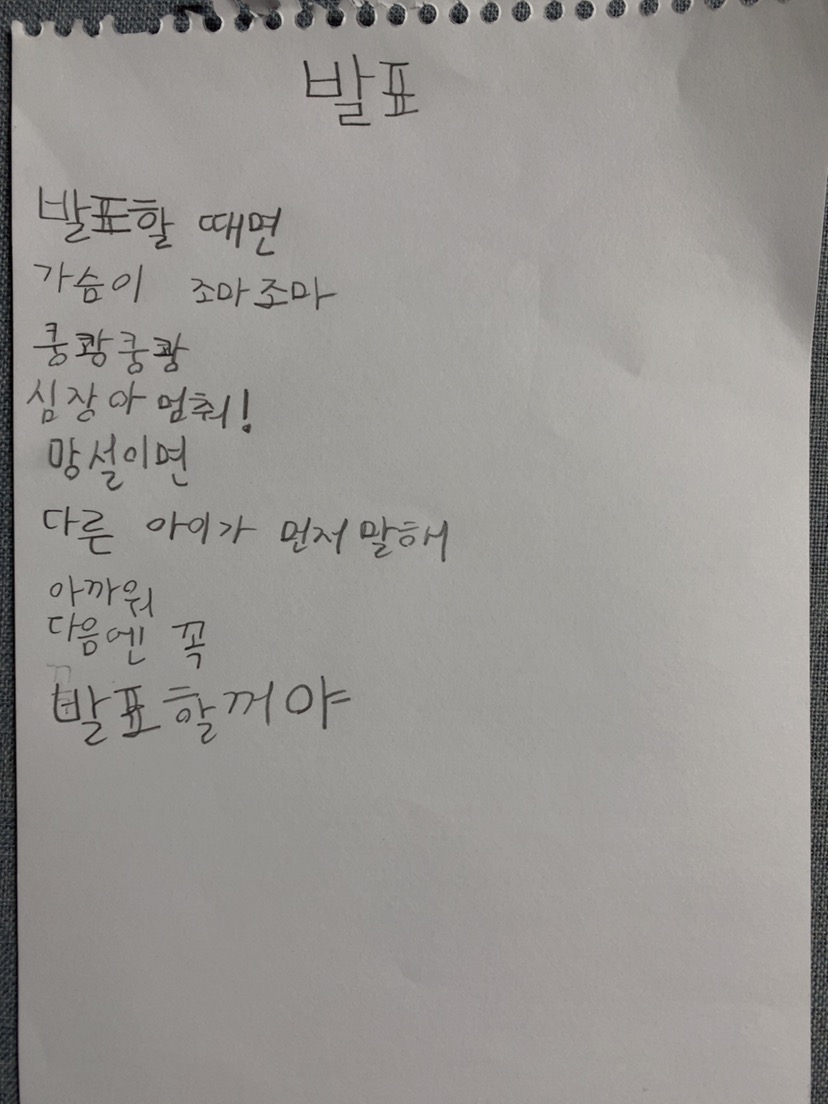 발표
발표할 때면
가슴이 조마조마
쿵쾅쿵쾅
심장아 멈춰!
망설이면
다른 아이가 먼저 말해
아까워
다음엔 꼭
발표할꺼야